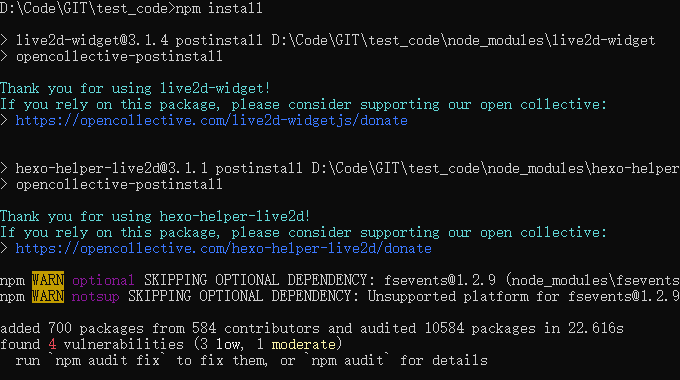 D:\Code\GIT\test_code>npm install
> live2d-widget@3.1.4 postinstall D:\Code\GIT\test_code\node_modules\live2d-widget
> opencollective-postinstall
Thank you for using live2d-widget!
If you rely on this package, please consider supporting our open collective:
> https://opencollective.com/live2d-widgetjs/donate
> hexo-helper-live2d@3.1.1 postinstall D:\Code\GIT\test_code\node_modules\hexo-helper
> opencollective-postinstall
Thank you for using hexo-helper-live2d!
If you rely on this package, please consider supporting our open collective:
> https://opencollective.com/hexo-helper-live2d/donate
npm WARN optional SKIPPING OPTIONAL DEPENDENCY: fsevents@1.2.9 (node_modules\fsevents
npm WARN notsup SKIPPING OPTIONAL DEPENDENCY: Unsupported platform for fsevents@1.2.9
added 700 packages from 584 contributors and audited 10584 packages in 22.616s
found 4 vulnerabilities (3 low, 1 moderate)
run `npm audit fix` to fix them, or `npm audit` for details